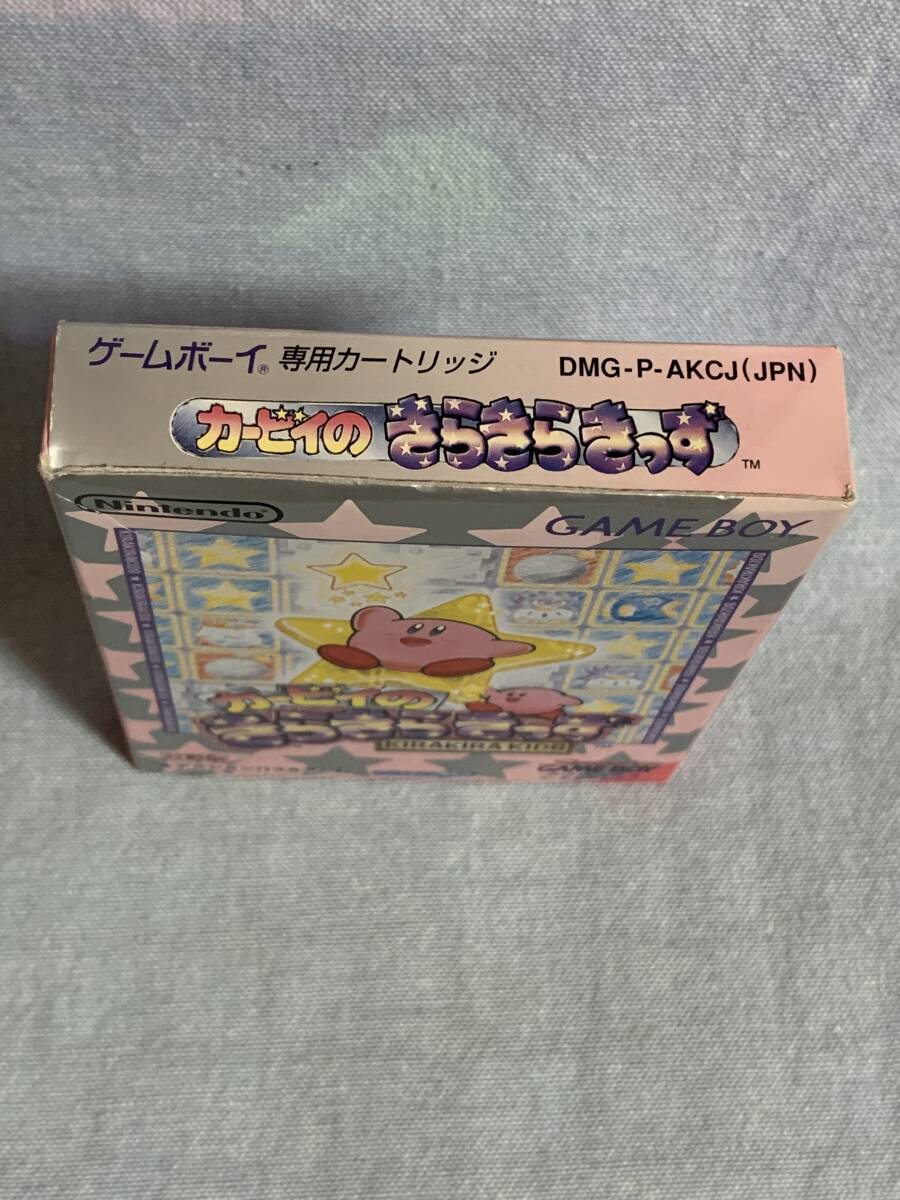 ゲームボーイ® 専用カートリッジ DMG-P-AKCJ(JPN)
カービィの きらきらきっず™
Nintendo GAME BOY
カービィの
きらきらきっず
KIRAKIRA KIDS
GAME BOY